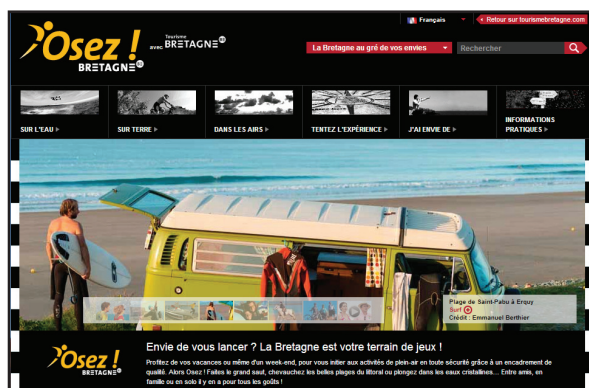 Français
Retour sur tourismebretagne.com
Osez !
BRETAGNE
avec
Tourisme
BRETAGNE
La Bretagne au gré de vos envies
Rechercher
SUR L'EAU
SUR TERRE
DANS LES AIRS
TENTEZ L'EXPÉRIENCE
J'AI ENVIE DE
INFORMATIONS
PRATIQUES
Plage de Saint-Pabu à Erquy
Surf
Crédit : Emmanuel Berthier
Osez !
BRETAGNE
Envie de vous lancer ? La Bretagne est votre terrain de jeux !
Profitez de vos vacances ou même d'un week-end, pour vous initier aux activités de plein-air en toute sécurité grâce à un encadrement de
qualité. Alors Osez ! Faites le grand saut, chevauchez les belles plages du littoral ou plongez dans les eaux cristallines... Entre amis, en
famille ou en solo il y en a pour tous les goûts !